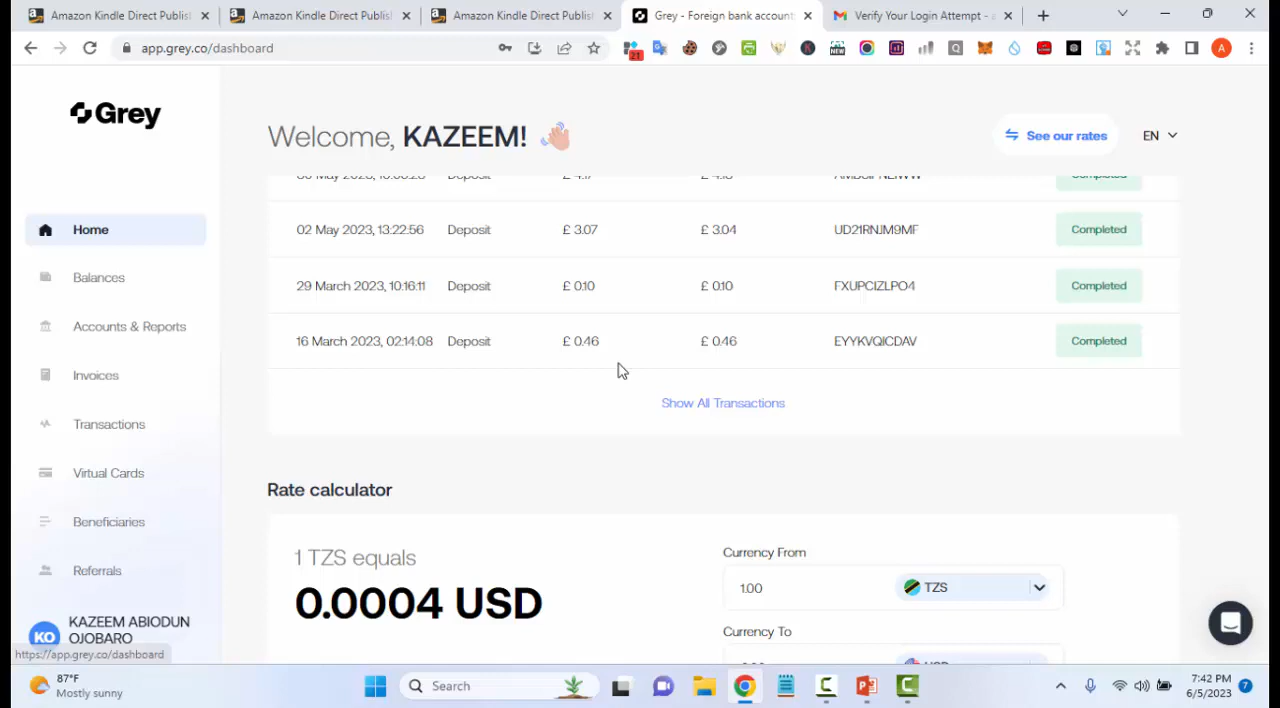 Amazon Kindle Direct Publis
Amazon Kindle Direct Publis
Amazon Kindle Direct Publis
Grey - Foreign bank account
Verify Your Login Attempt - a
app.grey.co/dashboard
21
NEW
A
Grey
Welcome, KAZEEM!
See our rates
EN
Home
Balances
Accounts & Reports
Invoices
Transactions
Virtual Cards
Beneficiaries
Referrals
KO
KAZEEM ABIODUN
OJOBARO
https://app.grey.co/dashboard
Deposit
Completed
02 May 2023, 13:22:56 Deposit £ 3.07 £ 3.04 UD21RNJM9MF Completed
29 March 2023, 10:16:11 Deposit £ 0.10 £ 0.10 FXUPCIZLPO4 Completed
16 March 2023, 02:14:08 Deposit £ 0.46 £ 0.46 EYYKVQICDAV Completed
Show All Transactions
Rate calculator
1 TZS equals
0.0004 USD
Currency From
1.00 TZS
Currency To
87°F
Mostly sunny
Search
7:42 PM
6/5/2023
7